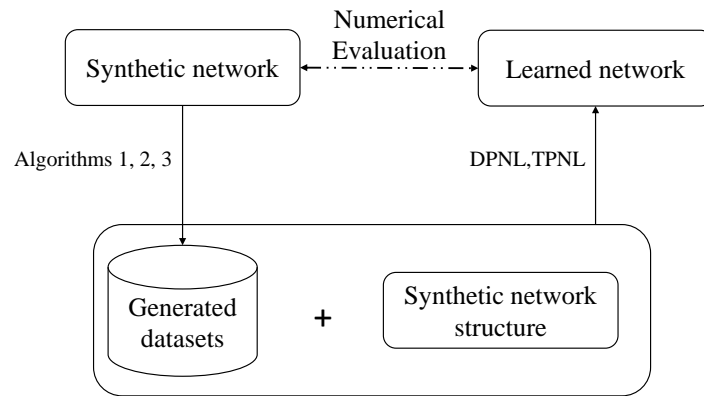 Numerical
Evaluation
Synthetic network
Learned network
Algorithms 1, 2, 3
DPNL,TPNL
Generated
datasets
+
Synthetic network
structure